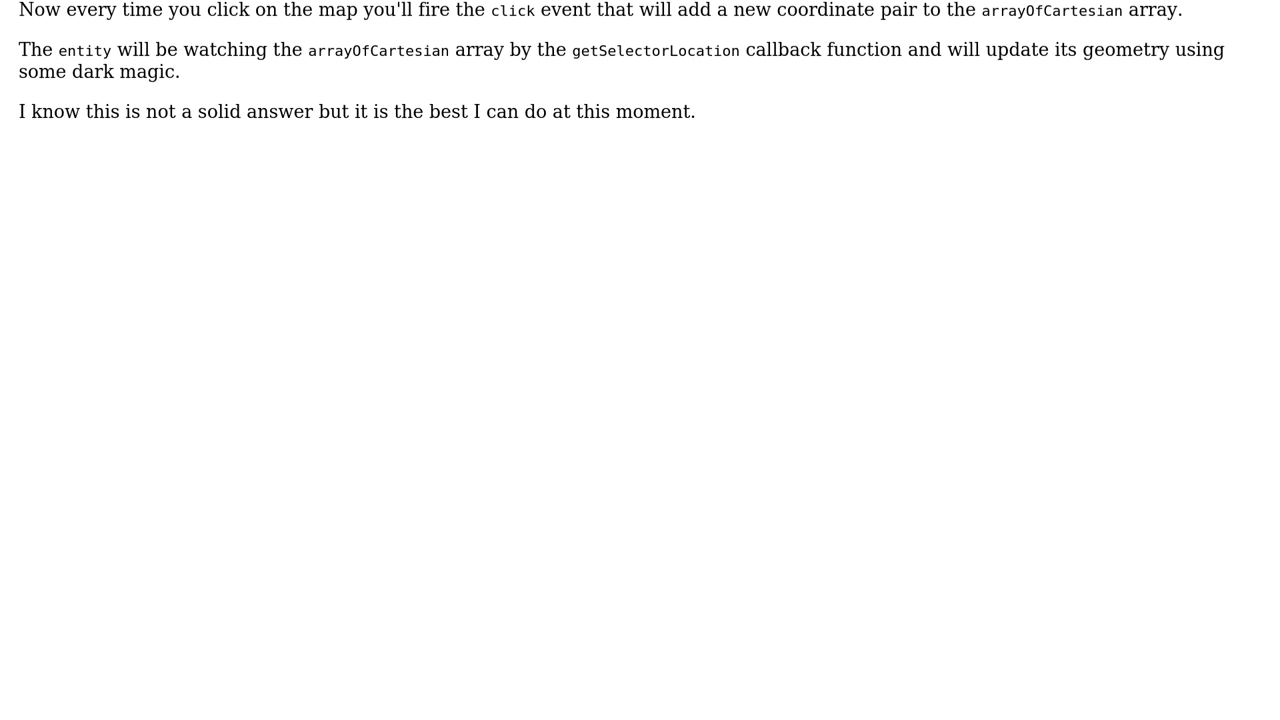 Now every time you click on the map you'll fire the click event that will add a new coordinate pair to the arrayOfCartesian array.
The entity will be watching the arrayOfCartesian array by the getSelectorLocation callback function and will update its geometry using
some dark magic.
I know this is not a solid answer but it is the best I can do at this moment.